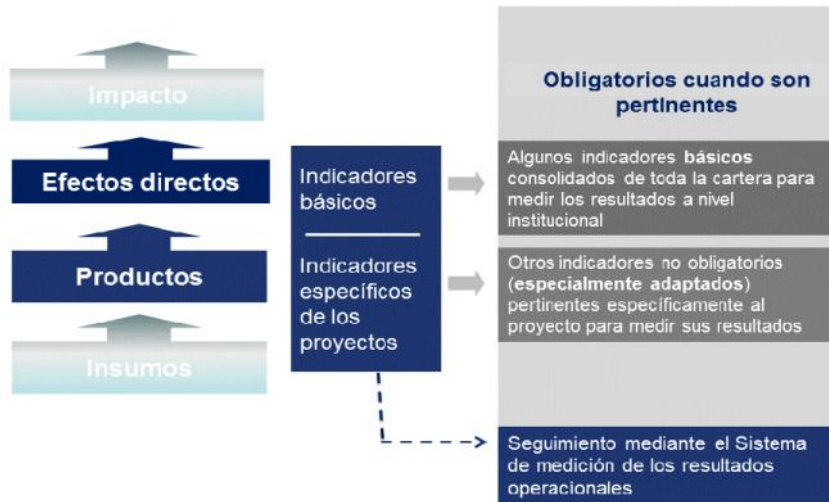 Impacto
Efectos directos
Productos
Insumos
Indicadores
básicos
Indicadores
específicos
de los
proyectos
Obligatorios cuando son
pertinentes
Algunos indicadores básicos
consolidados de toda la cartera para
medir los resultados a nivel
institucional
Otros indicadores no obligatorios
(especialmente adaptados)
pertinentes específicamente al
proyecto para medir sus resultados
Seguimiento mediante el Sistema
de medición de los resultados
operacionales